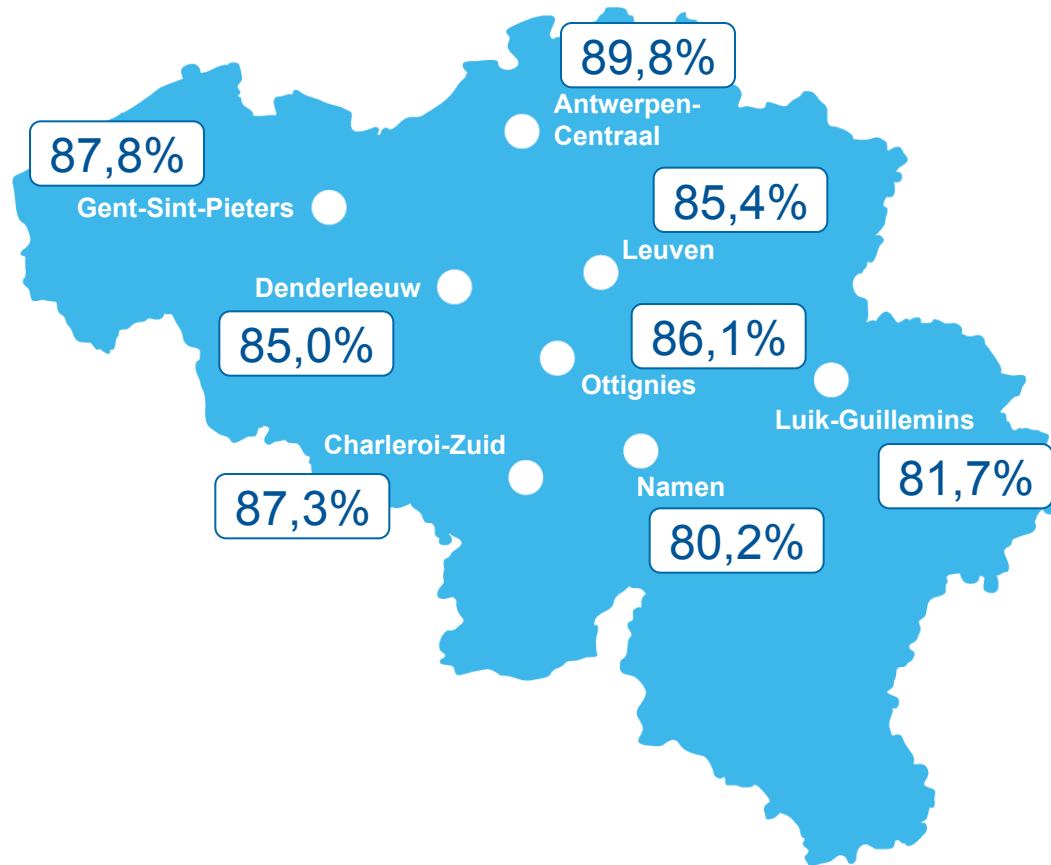 89,8%
Antwerpen-
Centraal
87,8%
Gent-Sint-Pieters
85,4%
Leuven
Denderleeuw
85,0%
86,1%
Ottignies
Luik-Guillemins
81,7%
Charleroi-Zuid
87,3%
Namen
80,2%